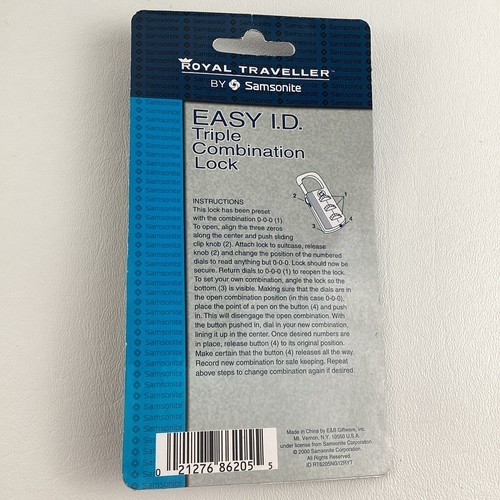 ROYAL TRAVELLER™
BY Samsonite
EASY I.D.
Triple
Combination
Lock
INSTRUCTIONS
This lock has been preset
with the combination 0-0-0 (1).
To open, align the three zeros
along the center and push sliding
clip knob (2). Attach lock to suitcase, release
knob (2) and change the position of the numbered
dials to read anything but 0-0-0. Lock should now be
secure. Return dials to 0-0-0 (1) to reopen the lock.
To set your own combination, angle the lock so the
bottom (3) is visible. Making sure that the dials are in
the open combination position (in this case 0-0-0),
place the point of a pen on the button (4) and push
in. This will disengage the open combination. With
the button pushed in, dial in your new combination,
lining it up in the center. Once desired numbers are
in place, release button (4) to its original position.
Make certain that the button (4) releases all the way.
Record new combination for safe keeping. Repeat
above steps to change combination again if desired.
2
1
3
4
Samsonite
Samsonite
Samsonite
Samsonite
Samsonite
Made in China by E&B Giftware, Inc.
Mt. Vernon, N.Y. 10550 U.S.A.
under license from Samsonite Corporation.
© 2000 Samsonite Corporation.
All Rights Reserved.
0 21276 86205 5